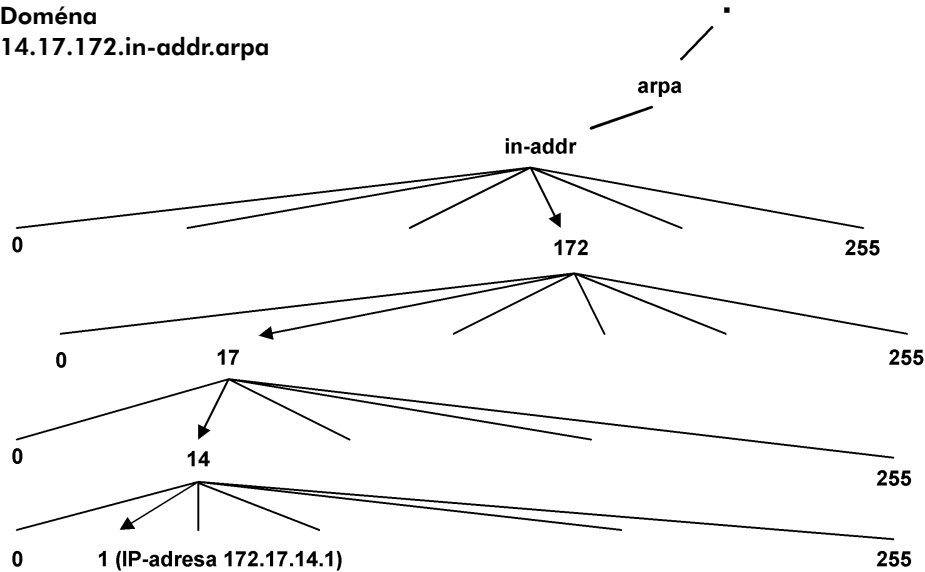 Doména
14.17.172.in-addr.arpa
.
arpa
in-addr
0 172 255
0 17 255
0 14 255
0 1 (IP-adresa 172.17.14.1) 255